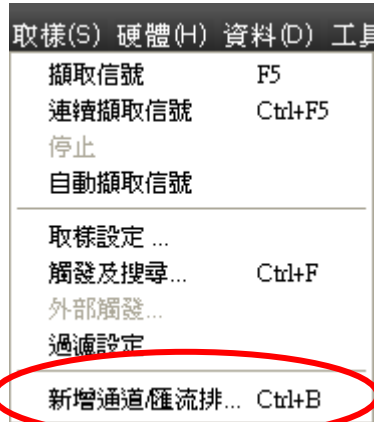 取樣(S) 硬體(H) 資料(D) 工具
擷取信號 F5
連續擷取信號 Ctrl+F5
停止
自動擷取信號
取樣設定 ...
觸發及搜尋... Ctrl+F
外部觸發...
過濾設定
新增通道/匯流排... Ctrl+B